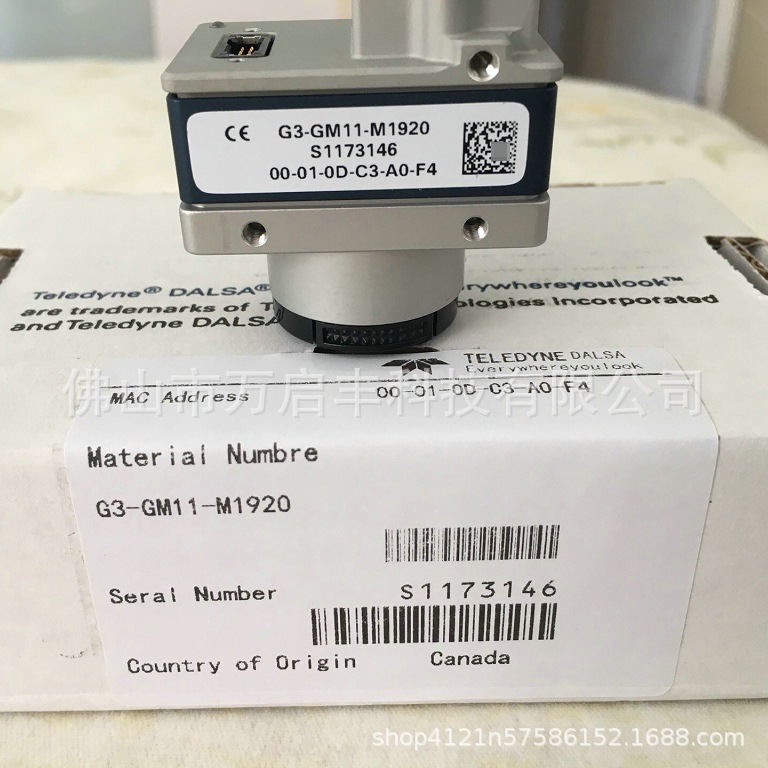 CE G3-GM11-M1920
S1173146
00-01-0D-C3-A0-F4
Teledyne® DALSA® erywhereyoulook™
are trademarks of T ologies Incorporated
and Teledyne DALSA
TELEDYNE DALSA
Everywhereyoulook
佛山市万启丰科技有限公司
MAC Address 00-01-0D-C3-A0-F4
Material Numbre
G3-GM11-M1920
Seral Number S1173146
Country of Origin Canada
shop4121n57586152.1688.com